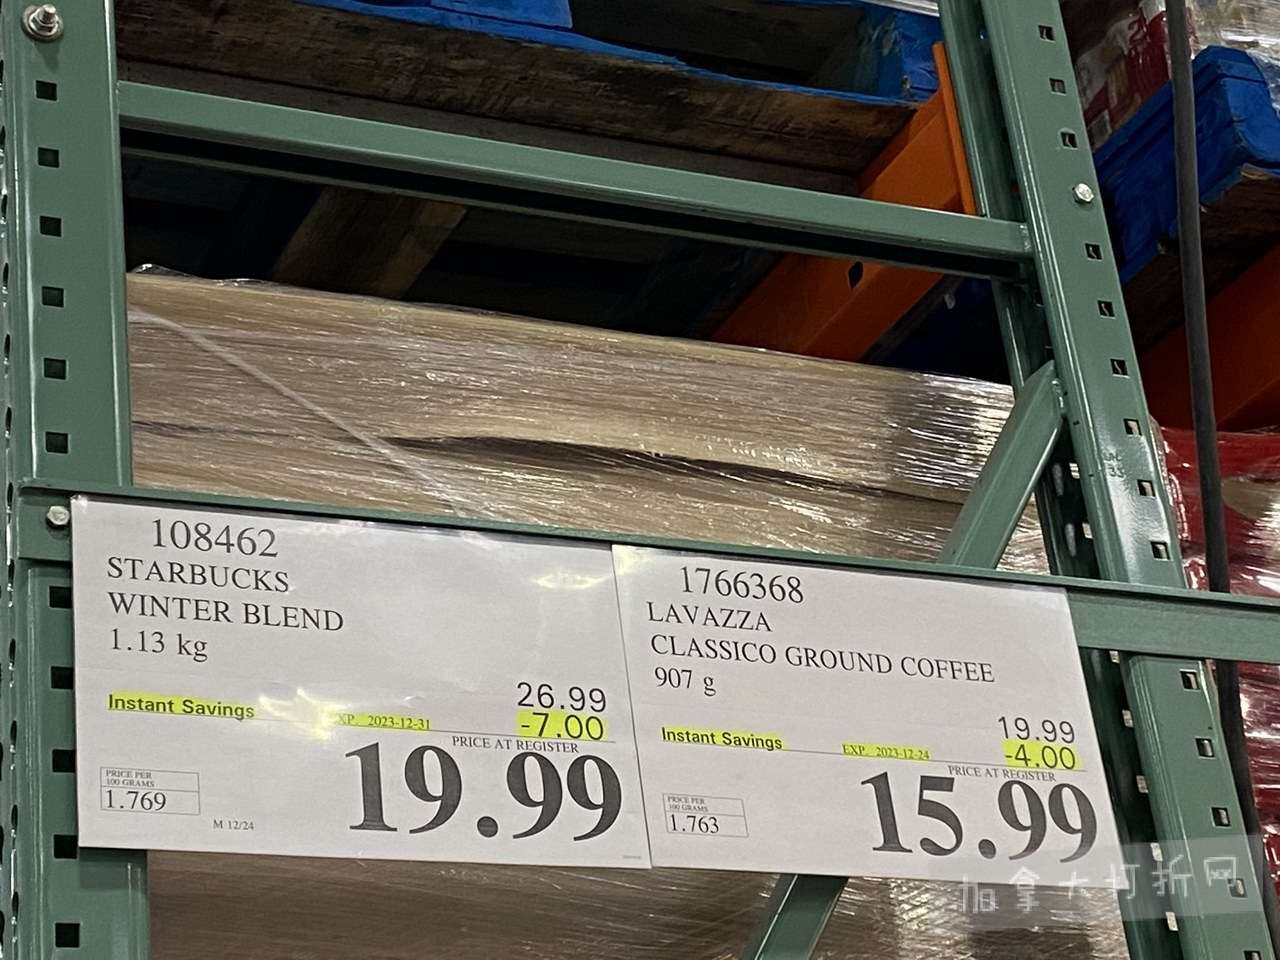 108462
STARBUCKS
WINTER BLEND
1.13 kg
26.99
Instant Savings EXP. 2023-12-31 -7.00
PRICE AT REGISTER
19.99
PRICE PER
100 GRAMS
1.769
M 12/24
1766368
LAVAZZA
CLASSICO GROUND COFFEE
907 g
19.99
Instant Savings EXP. 2023-12-24 -4.00
PRICE AT REGISTER
15.99
PRICE PER
100 GRAMS
1.763
加拿大打折网